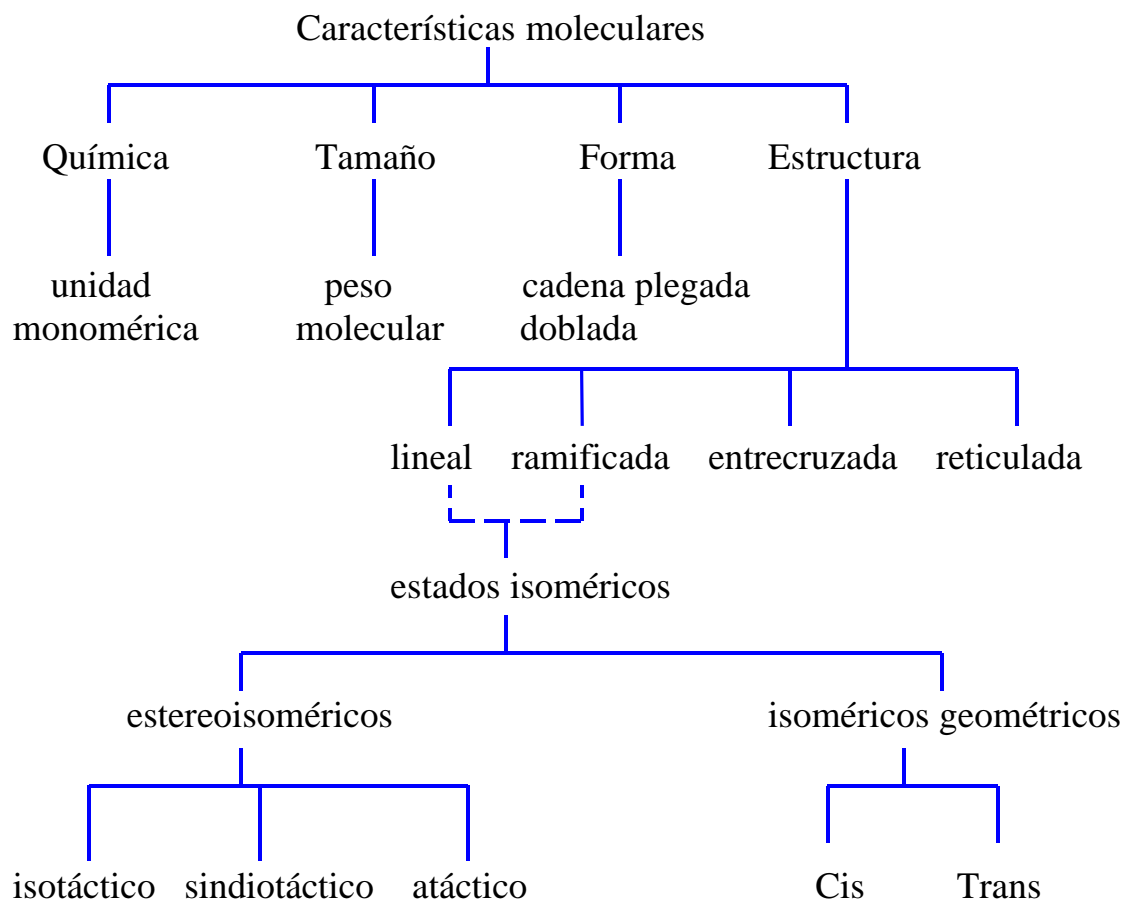 Características moleculares
Química Tamaño Forma Estructura
unidad peso cadena plegada
monomérica molecular doblada
lineal ramificada entrecruzada reticulada
estados isoméricos
estereoisoméricos isoméricos geométricos
isotáctico sindiotáctico atáctico Cis Trans